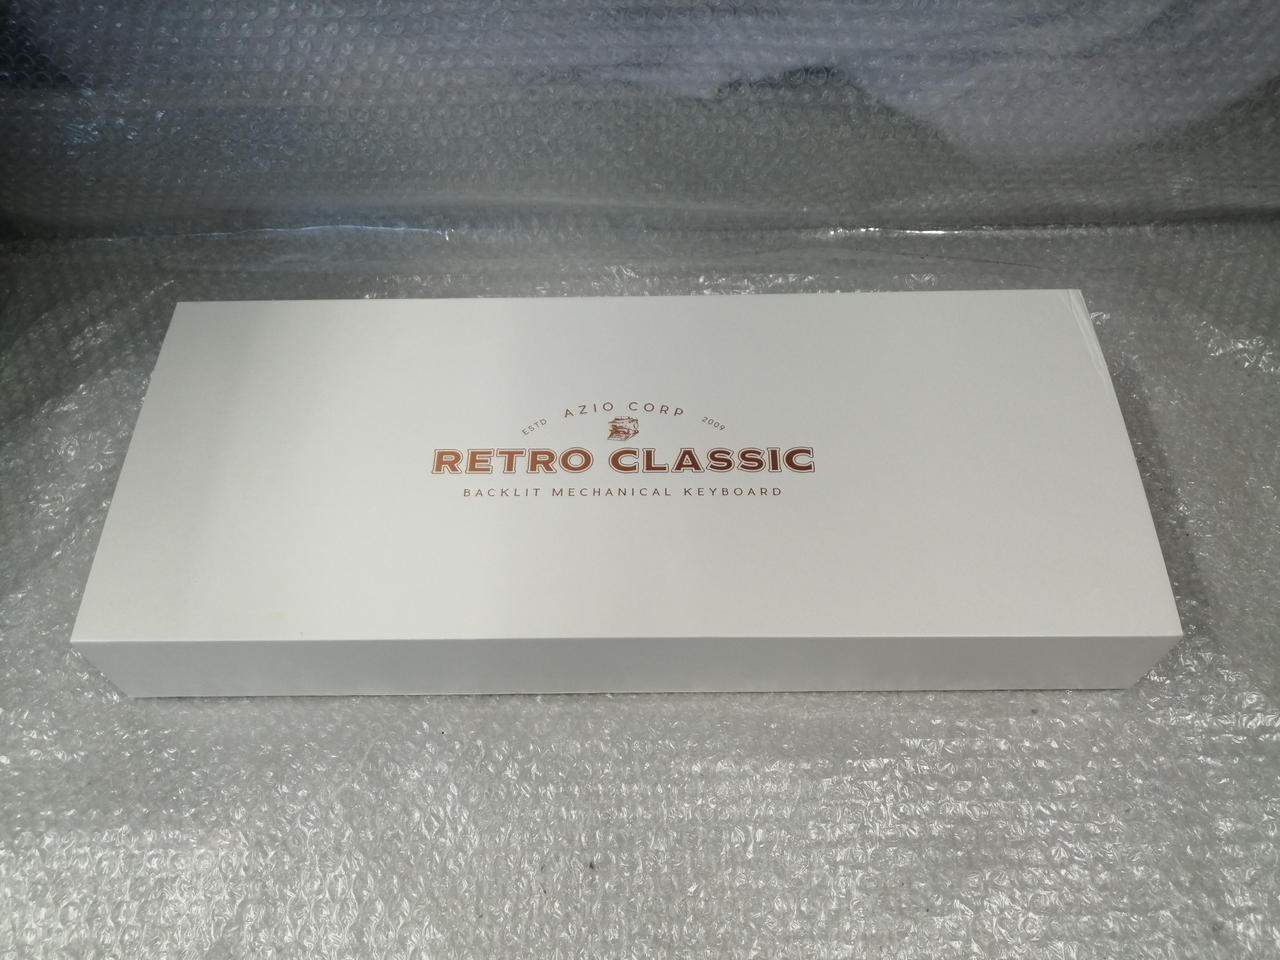 ESTD AZIO CORP 2009
RETRO CLASSIC
BACKLIT MECHANICAL KEYBOARD